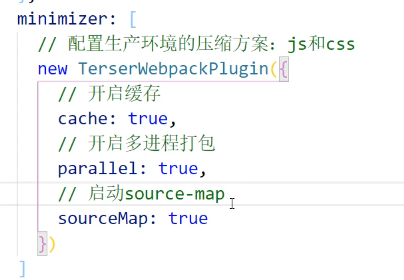 minimizer: [
// 配置生产环境的压缩方案：js和css
new TerserWebpackPlugin({
// 开启缓存
cache: true,
// 开启多进程打包
parallel: true,
// 启动source-map
sourceMap: true
})
]